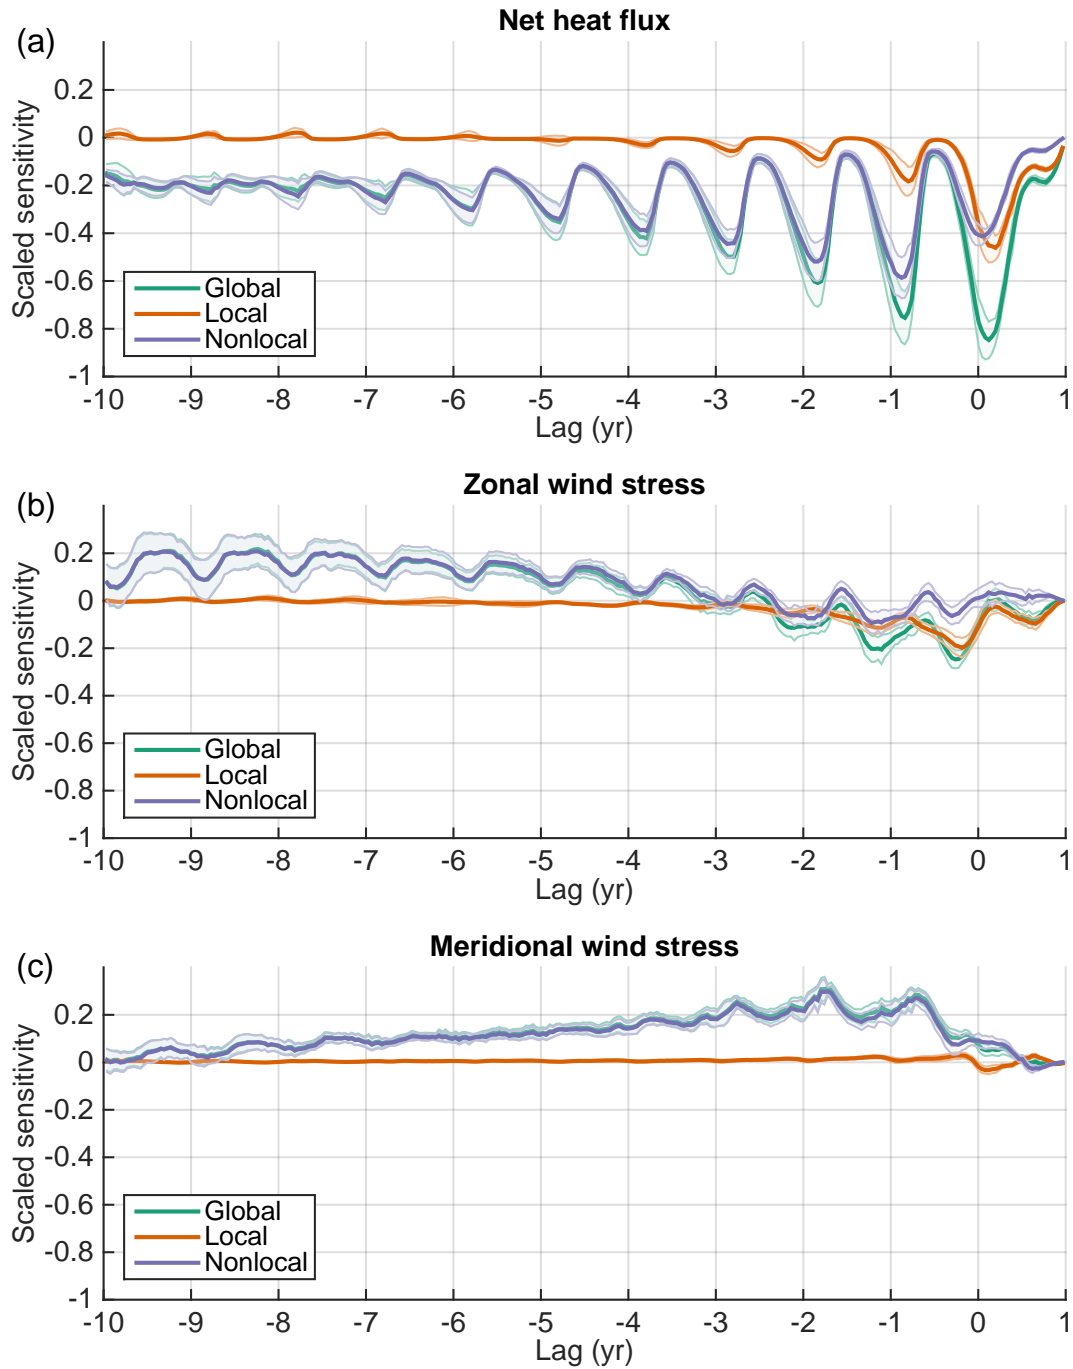 Net heat flux
(a)
Scaled sensitivity
0.2
0
-0.2
-0.4
-0.6
-0.8
-1
Global
Local
Nonlocal
-10 -9 -8 -7 -6 -5 -4 -3 -2 -1 0 1
Lag (yr)
Zonal wind stress
(b)
Scaled sensitivity
0.2
0
-0.2
-0.4
-0.6
-0.8
-1
Global
Local
Nonlocal
-10 -9 -8 -7 -6 -5 -4 -3 -2 -1 0 1
Lag (yr)
Meridional wind stress
(c)
Scaled sensitivity
0.2
0
-0.2
-0.4
-0.6
-0.8
-1
Global
Local
Nonlocal
-10 -9 -8 -7 -6 -5 -4 -3 -2 -1 0 1
Lag (yr)